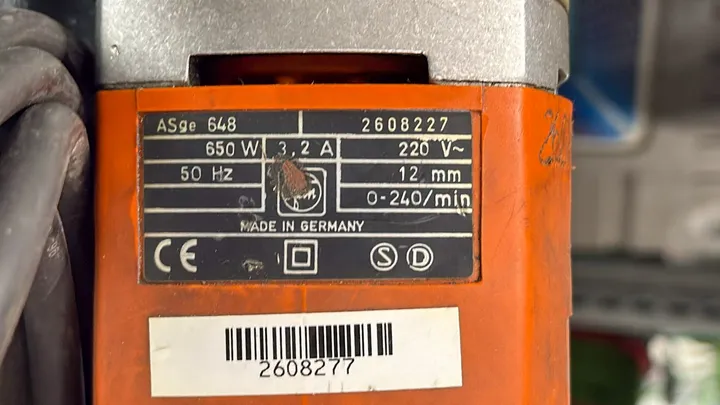 ASge 648 2608227
650 W 3,2 A 220 V~
50 Hz 12 mm
0-240/min
MADE IN GERMANY
CE S D
2608277